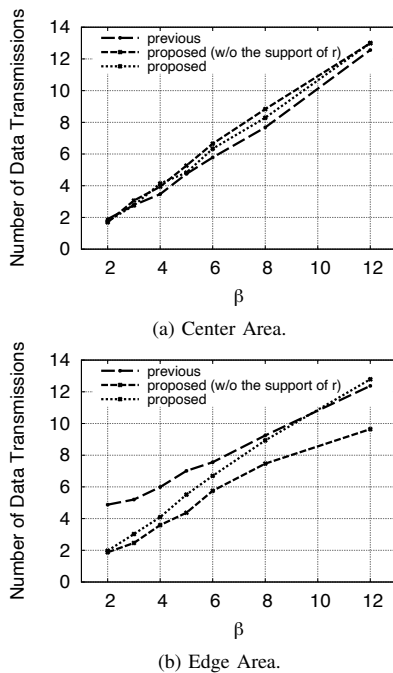 Number of Data Transmissions
14
12
10
8
6
4
2
0
previous
proposed (w/o the support of r)
proposed
2 4 6 8 10 12
β
(a) Center Area.
Number of Data Transmissions
14
12
10
8
6
4
2
0
previous
proposed (w/o the support of r)
proposed
2 4 6 8 10 12
β
(b) Edge Area.